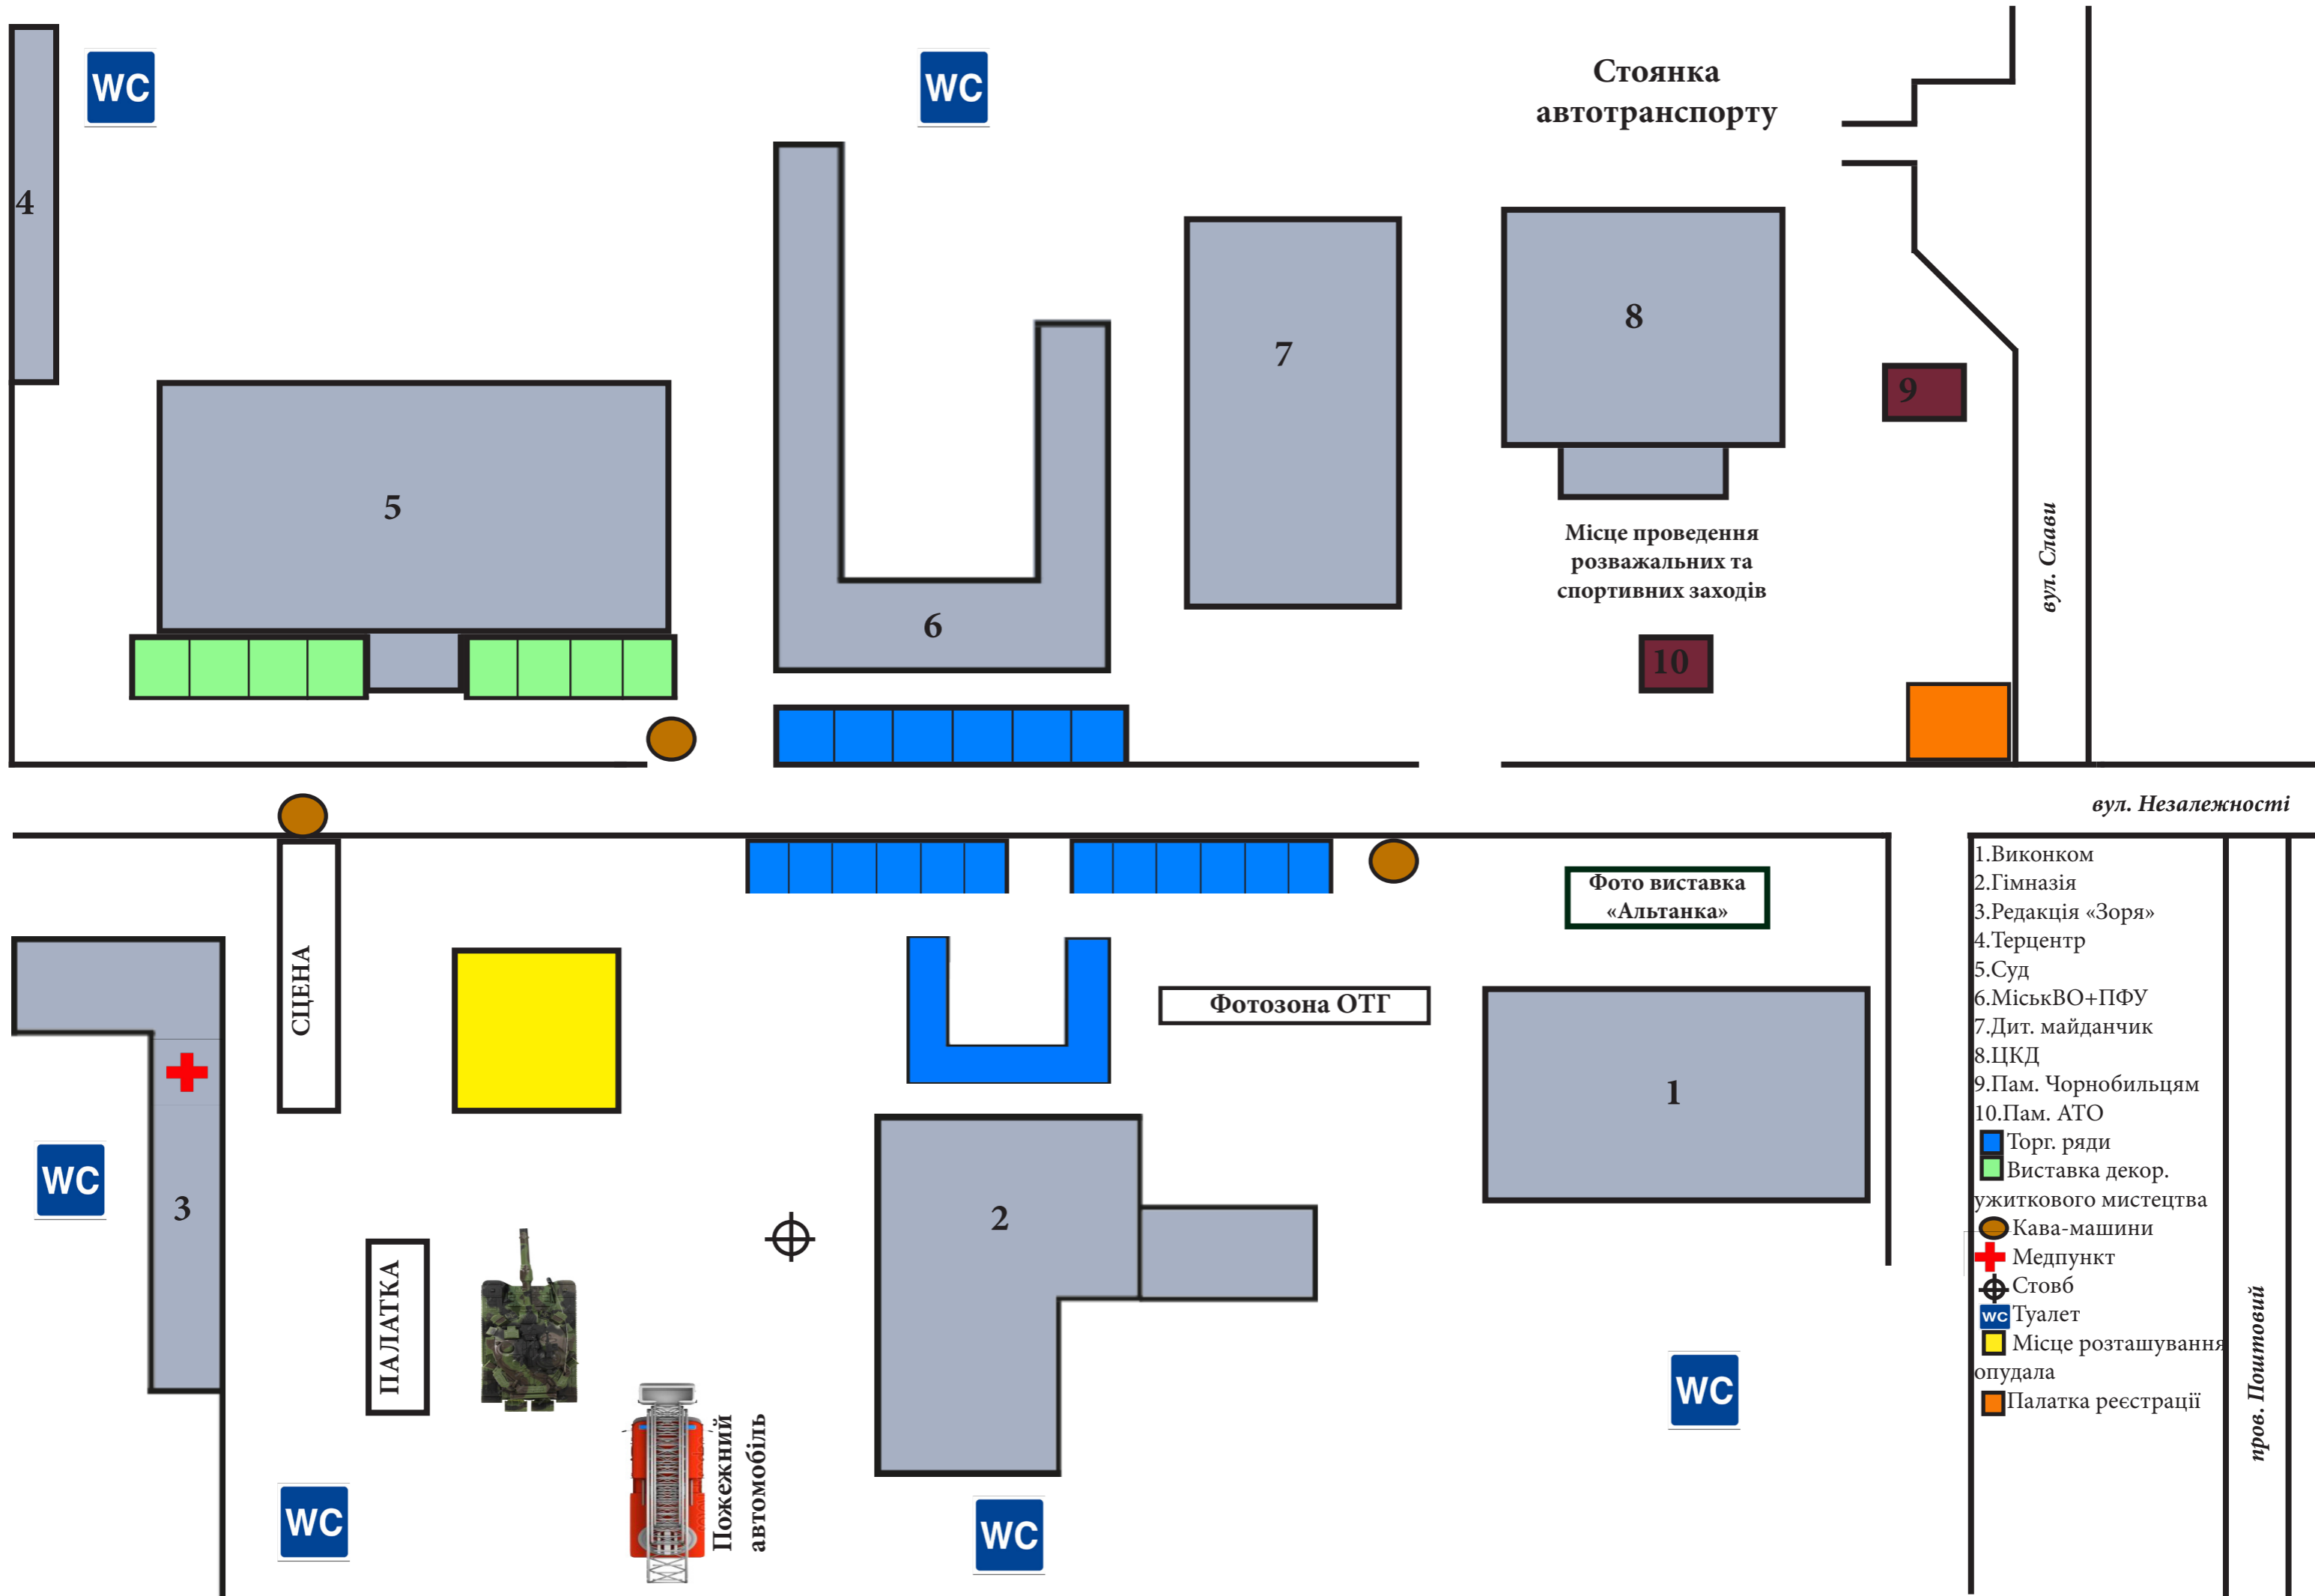 WC
WC
Стоянка
автотранспорту
4
5
6
7
8
9
Місце проведення
розважальних та
спортивних заходів
10
вул. Слави
вул. Незалежності
СЦЕНА
Фото виставка
«Альтанка»
Фотозона ОТГ
1
2
3
WC
ПАЛАТКА
Пожежний
автомобіль
WC
WC
WC
1.Виконком
2.Гімназія
3.Редакція «Зоря»
4.Терцентр
5.Суд
6.МіськВО+ПФУ
7.Дит. майданчик
8.ЦКД
9.Пам. Чорнобильцям
10.Пам. АТО
Торг. ряди
Виставка декор.
ужиткового мистецтва
Кава-машини
Медпункт
Стовб
WC Туалет
Місце розташування
опудала
Палатка реєстрації
пров. Поштовий